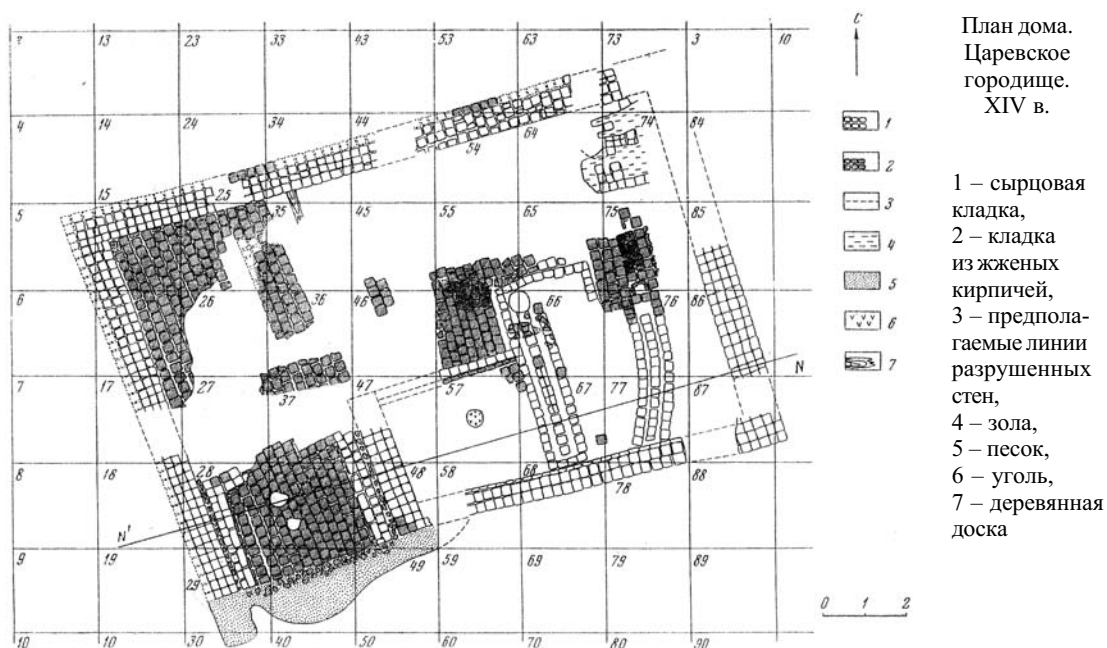 План дома.
Царевское
городище.
XIV в.
1 – сырцовая
кладка,
2 – кладка
из жженых
кирпичей,
3 – предпола-
гаемые линии
разрушенных
стен,
4 – зола,
5 – песок,
6 – уголь,
7 – деревянная
доска
С
1
2
3
4
5
6
7
0 1 2
13 23 33 43 53 63 73 3 10
4 14 24 34 44 54 64 74 84
5 15 25 35 45 55 65 75 85
6 26 36 46 66 76 86
7 17 27 37 47 57 67 77 87 N
8 28 48 58 68 78 88
N'
9 19 29 49 59 69 79 89
10 30 40 50 60 70 80 90